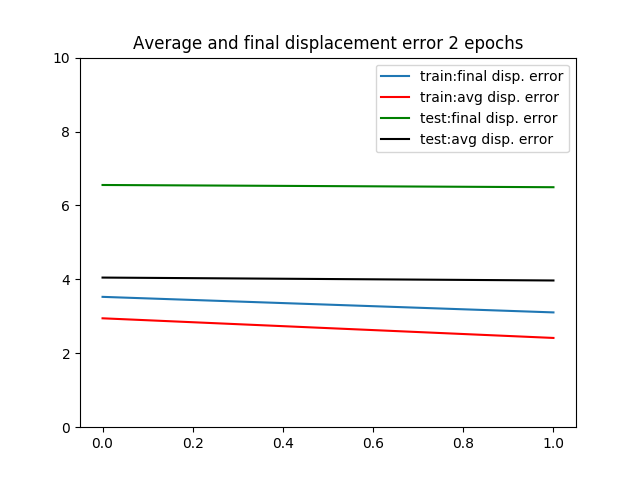 Average and final displacement error 2 epochs
train:final disp. error
train:avg disp. error
test:final disp. error
test:avg disp. error
10
8
6
4
2
0
0.0 0.2 0.4 0.6 0.8 1.0